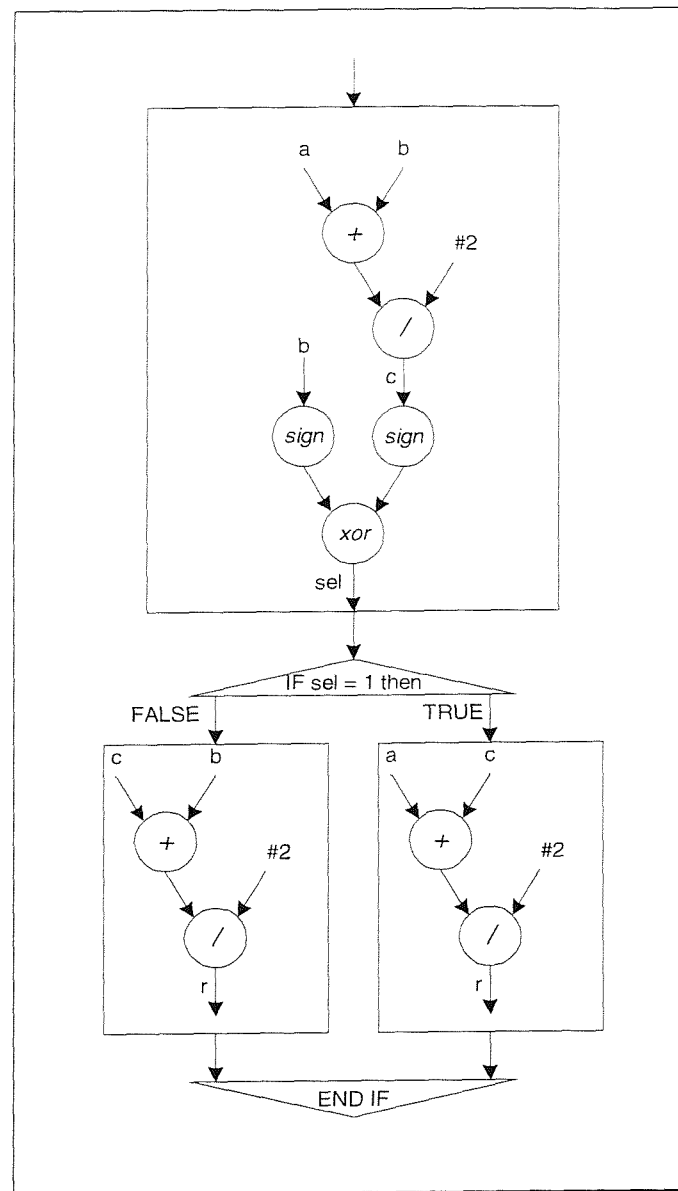 a b
+
#2
/
b
c
sign sign
xor
sel
IF sel = 1 then
FALSE TRUE
c b a c
+ +
#2 #2
/ /
r r
END IF